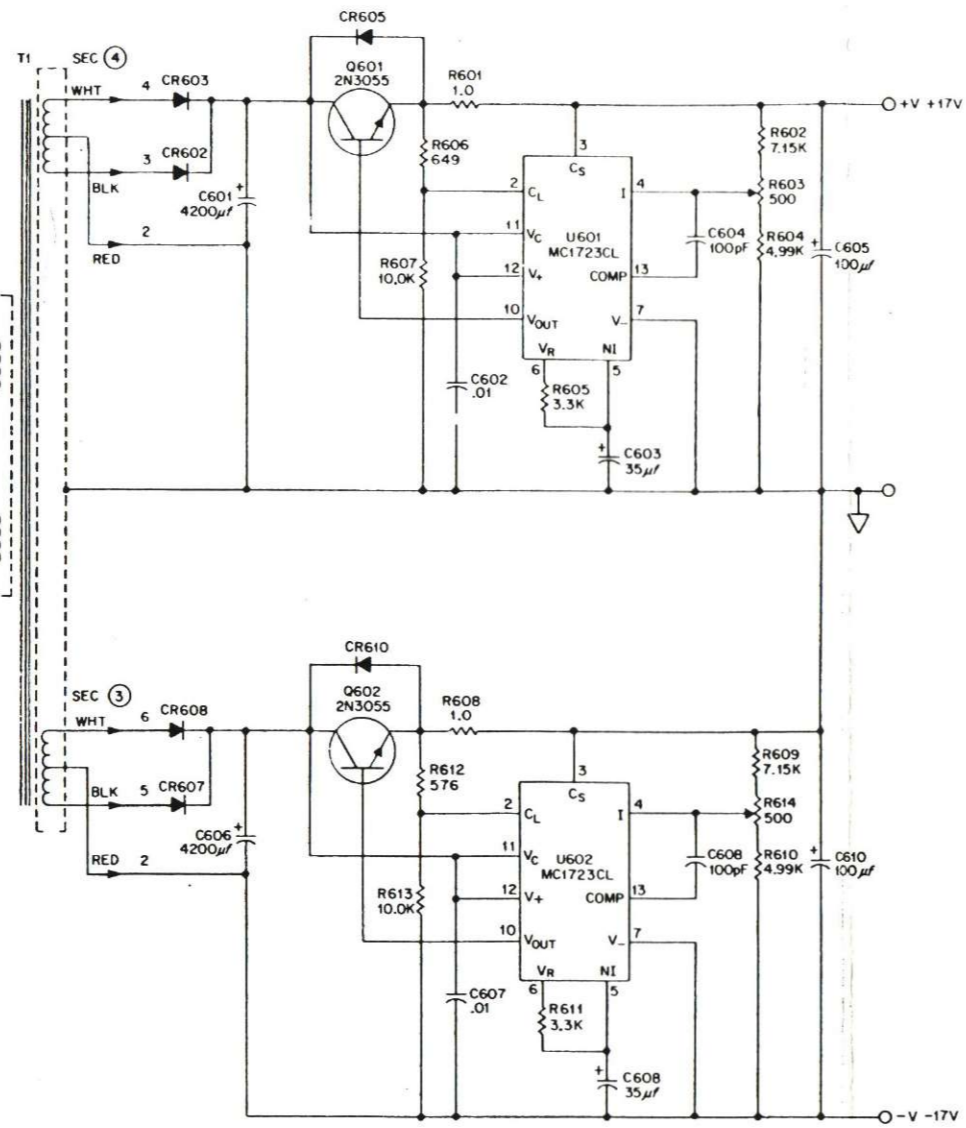 CR605
T1
SEC 4
Q601
2N3055
R601
1.0
WHT 4 CR603
+V +17V
R602
7.15K
R606
649
3
CS
3 CR602
BLK
2 CL
I 4
R603
500
C601
4200µf
+
2
RED
11 VC
U601
MC1723CL
C604
100pF
R604
4.99K
+ C605
100µf
R607
10.0K
12 V+
COMP 13
10 VOUT
V- 7
VR
NI
6
5
C602
.01
R605
3.3K
+ C603
35µf
CR610
SEC 3
Q602
2N3055
R608
1.0
WHT 6 CR608
R609
7.15K
R612
576
3
CS
BLK 5 CR607
2 CL
I 4
R614
500
C606
4200µf
+
RED 2
11 VC
U602
MC1723CL
C608
100pF
R610
4.99K
+ C610
100µf
R613
10.0K
12 V+
COMP 13
10 VOUT
V- 7
VR
NI
6
5
C607
.01
R611
3.3K
+ C608
35µf
-V -17V